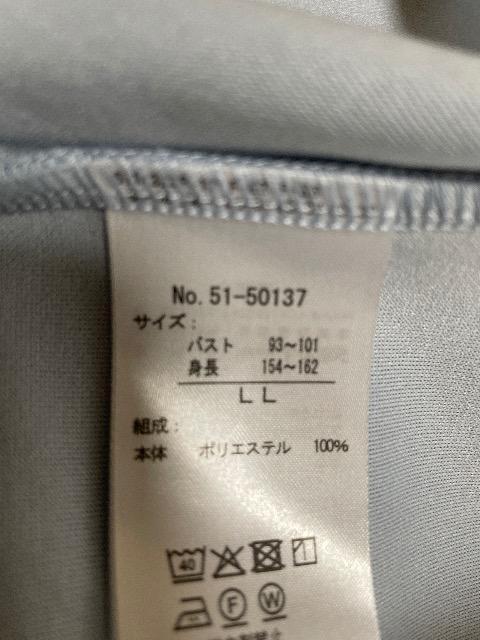 No. 51-50137
サイズ:
バスト 93～101
身長 154～162
LL
組成:
本体 ポリエステル 100%
40
F W